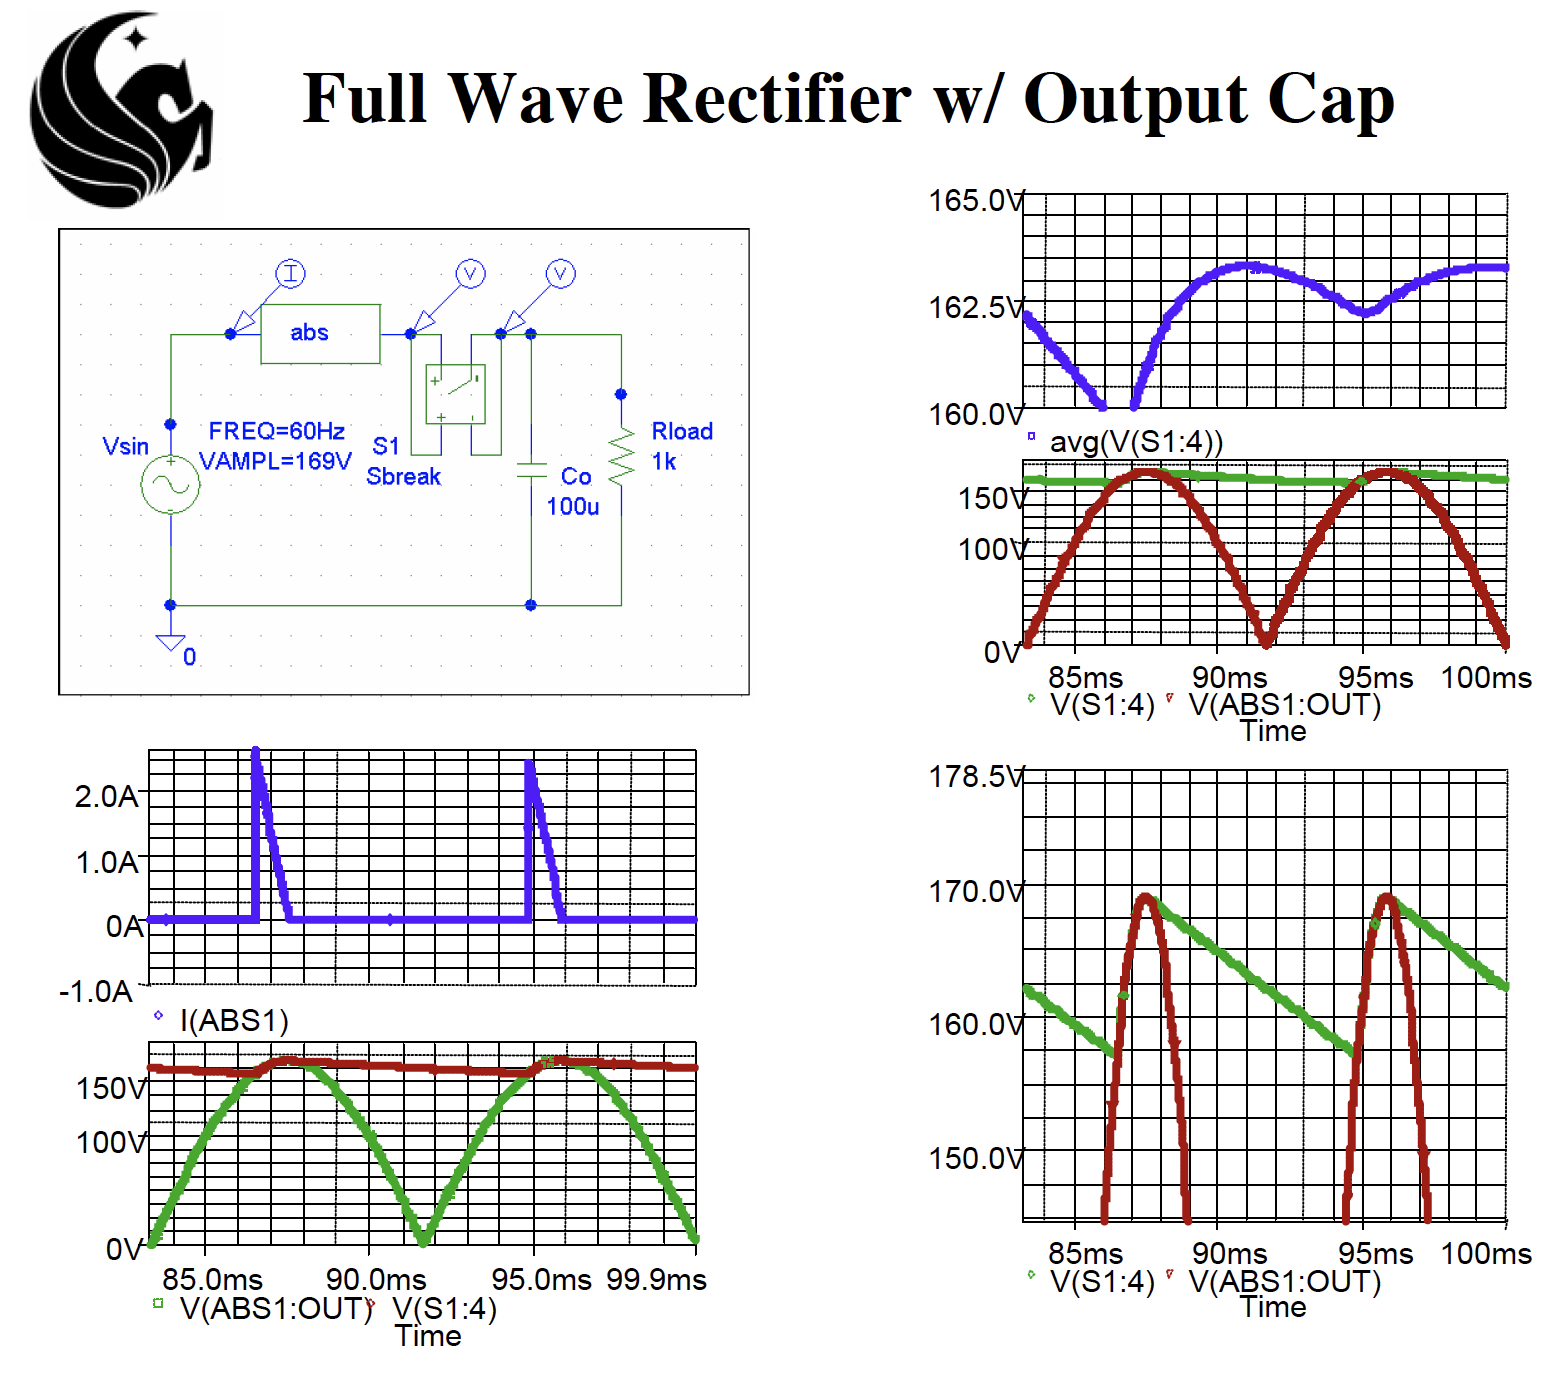 Full Wave Rectifier w/ Output Cap
I
V
V
abs
Vsin
FREQ=60Hz
VAMPL=169V
S1
Sbreak
Co
100u
Rload
1k
0
165.0V
162.5V
160.0V
avg(V(S1:4))
150V
100V
0V
85ms 90ms 95ms 100ms
V(S1:4) V(ABS1:OUT)
Time
2.0A
1.0A
0A
-1.0A
I(ABS1)
150V
100V
0V
85.0ms 90.0ms 95.0ms 99.9ms
V(ABS1:OUT) V(S1:4)
Time
178.5V
170.0V
160.0V
150.0V
85ms 90ms 95ms 100ms
V(S1:4) V(ABS1:OUT)
Time